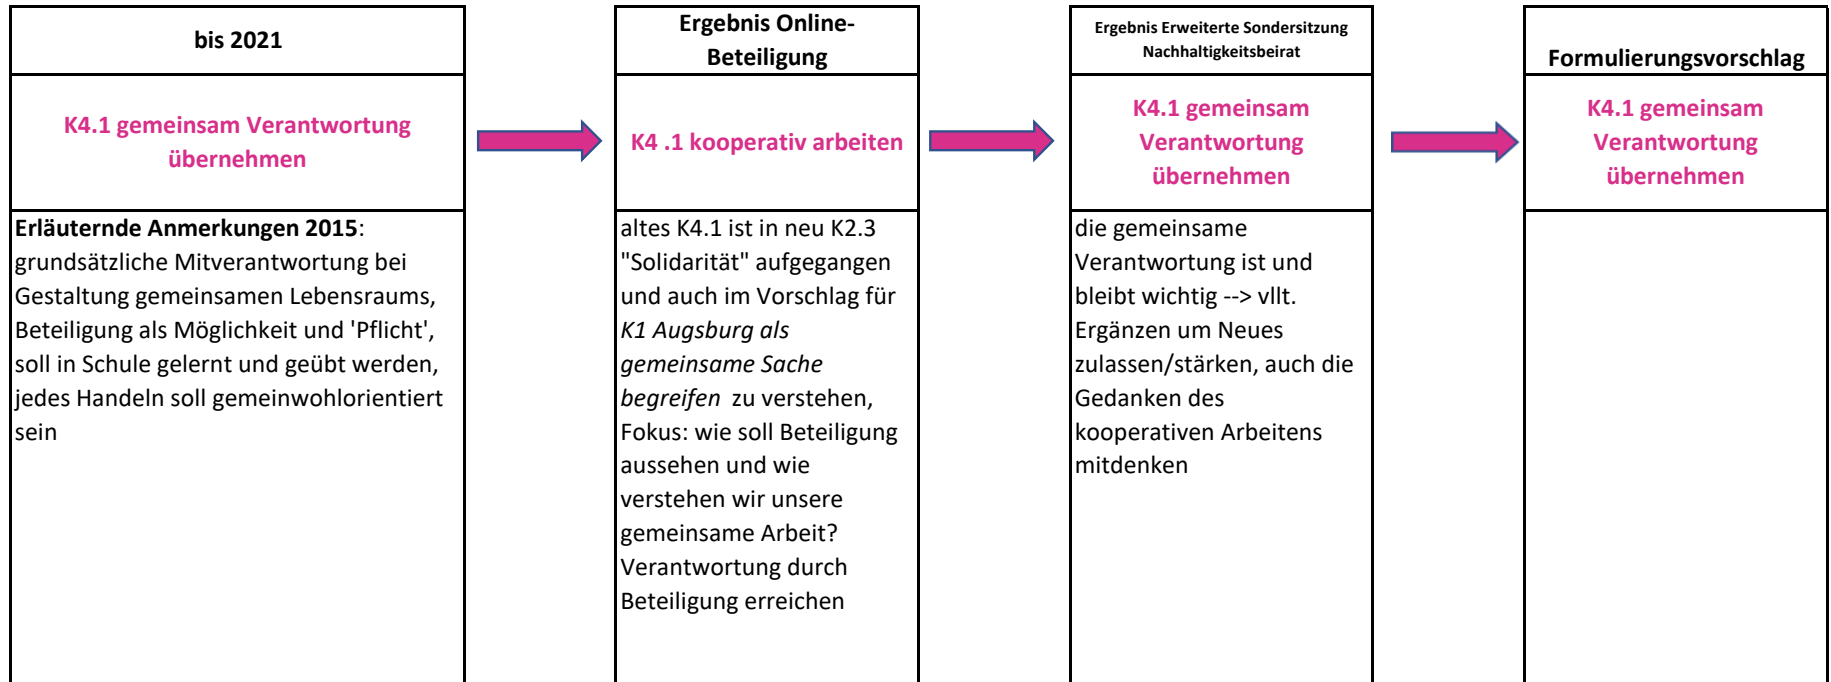 bis 2021
K4.1 gemeinsam Verantwortung
übernehmen
Erläuternde Anmerkungen 2015:
grundsätzliche Mitverantwortung bei
Gestaltung gemeinsamen Lebensraums,
Beteiligung als Möglichkeit und 'Pflicht',
soll in Schule gelernt und geübt werden,
jedes Handeln soll gemeinwohlorientiert
sein
Ergebnis Online-
Beteiligung
K4 .1 kooperativ arbeiten
altes K4.1 ist in neu K2.3
"Solidarität" aufgegangen
und auch im Vorschlag für
K1 Augsburg als
gemeinsame Sache
begreifen zu verstehen,
Fokus: wie soll Beteiligung
aussehen und wie
verstehen wir unsere
gemeinsame Arbeit?
Verantwortung durch
Beteiligung erreichen
Ergebnis Erweiterte Sondersitzung
Nachhaltigkeitsbeirat
K4.1 gemeinsam
Verantwortung
übernehmen
die gemeinsame
Verantwortung ist und
bleibt wichtig --> vllt.
Ergänzen um Neues
zulassen/stärken, auch die
Gedanken des
kooperativen Arbeitens
mitdenken
Formulierungsvorschlag
K4.1 gemeinsam
Verantwortung
übernehmen